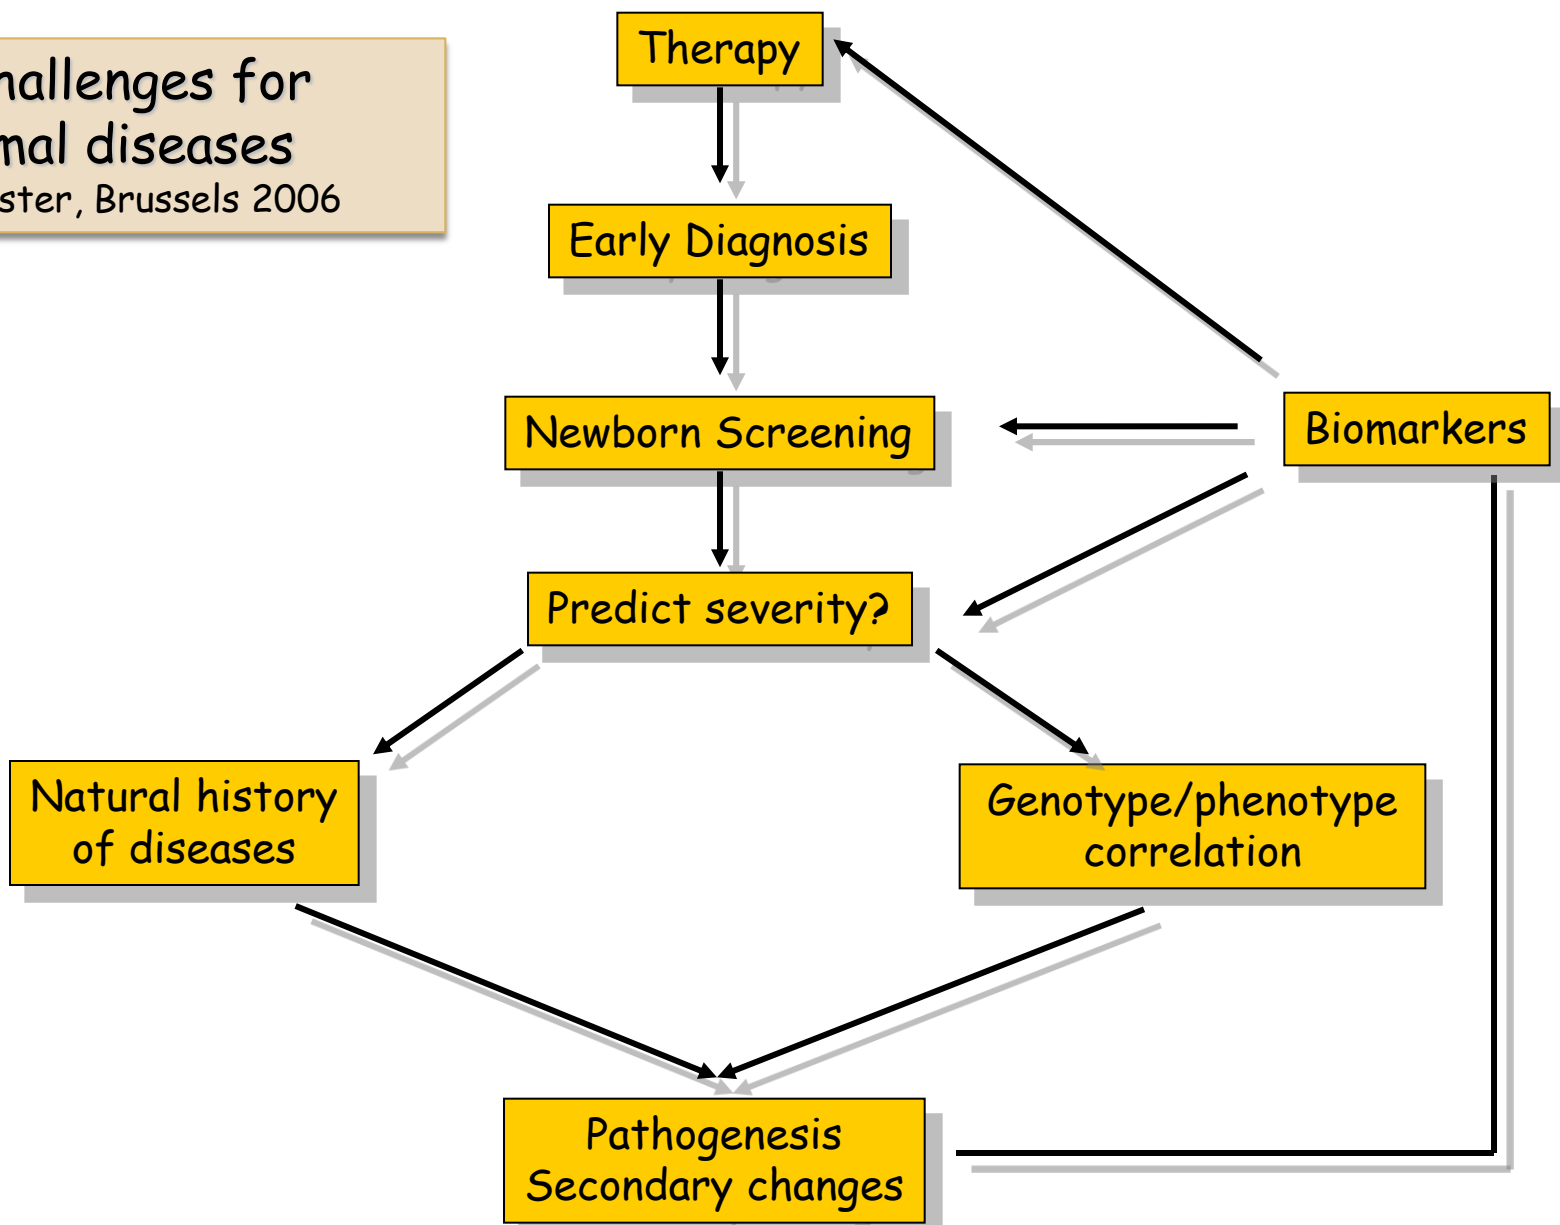 hallenges for
mal diseases
ster, Brussels 2006
Therapy
Early Diagnosis
Newborn Screening
Biomarkers
Predict severity?
Natural history
of diseases
Genotype/phenotype
correlation
Pathogenesis
Secondary changes